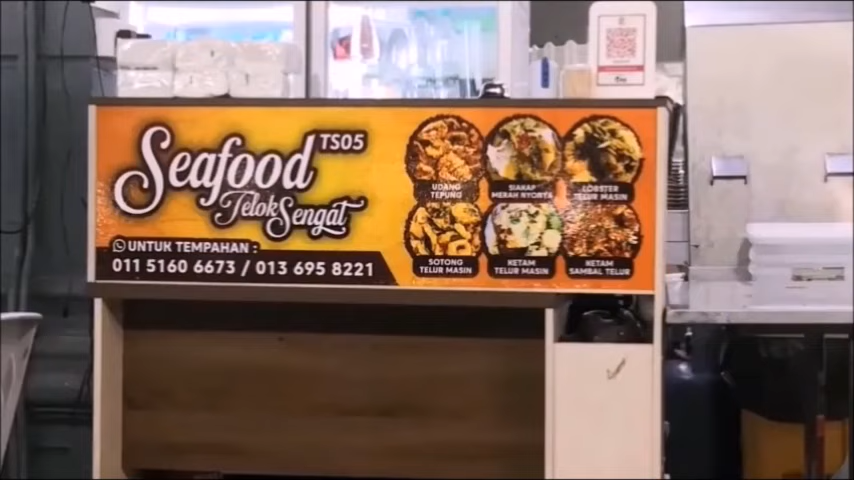 Seafood TS05
Telok Sengat
UNTUK TEMPAHAN :
011 5160 6673 / 013 695 8221
UDANG
TEPUNG
SIAKAP
MERAH NYONYA
LOBSTER
TELUR MASIN
SOTONG
TELUR MASIN
KETAM
TELUR MASIN
KETAM
SAMBAL TELUR